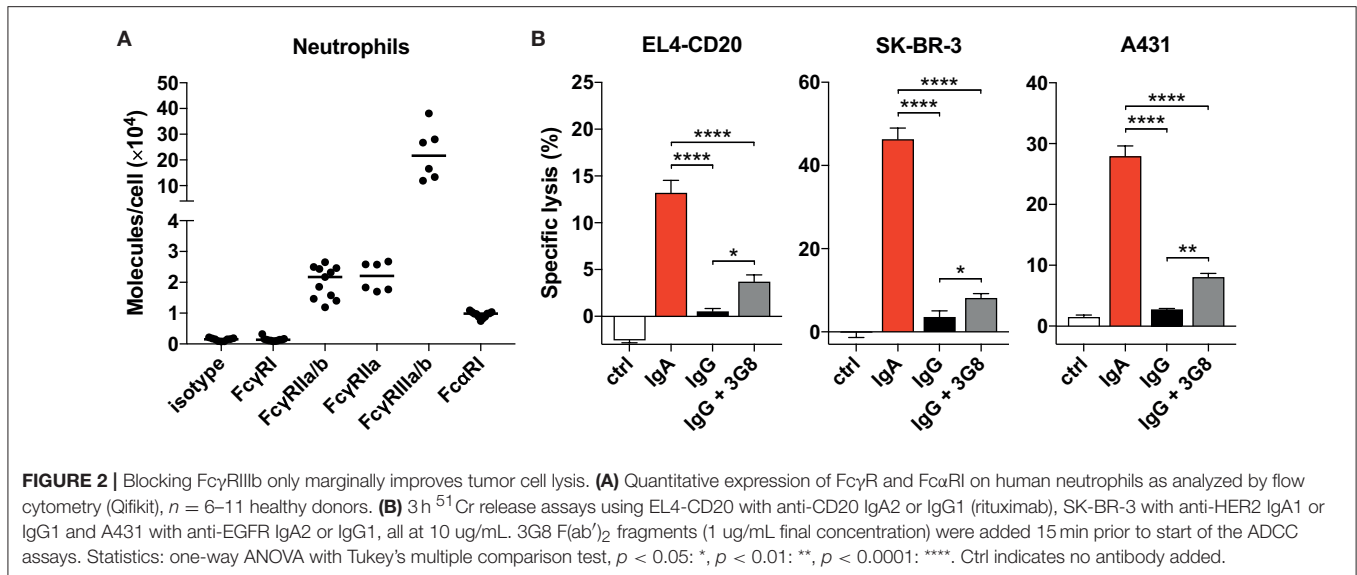 A
Neutrophils
Molecules/cell (×10⁴)
50
40
30
20
10
4
3
2
1
0
isotype
FcγRI
FcγRIIa/b
FcγRIIa
FcγRIIIa/b
FcαRI
B
EL4-CD20
Specific lysis (%)
25
20
15
10
5
0
****
****
*
ctrl
IgA
IgG
IgG + 3G8
SK-BR-3
60
40
20
0
****
****
*
ctrl
IgA
IgG
IgG + 3G8
A431
40
30
20
10
0
****
****
**
ctrl
IgA
IgG
IgG + 3G8
FIGURE 2 | Blocking FcγRIIIb only marginally improves tumor cell lysis. (A) Quantitative expression of FcγR and FcαRI on human neutrophils as analyzed by flow
cytometry (Qifikit), n = 6–11 healthy donors. (B) 3 h ⁵¹Cr release assays using EL4-CD20 with anti-CD20 IgA2 or IgG1 (rituximab), SK-BR-3 with anti-HER2 IgA1 or
IgG1 and A431 with anti-EGFR IgA2 or IgG1, all at 10 ug/mL. 3G8 F(ab′)₂ fragments (1 ug/mL final concentration) were added 15 min prior to start of the ADCC
assays. Statistics: one-way ANOVA with Tukey's multiple comparison test, p < 0.05: *, p < 0.01: **, p < 0.0001: ****. Ctrl indicates no antibody added.